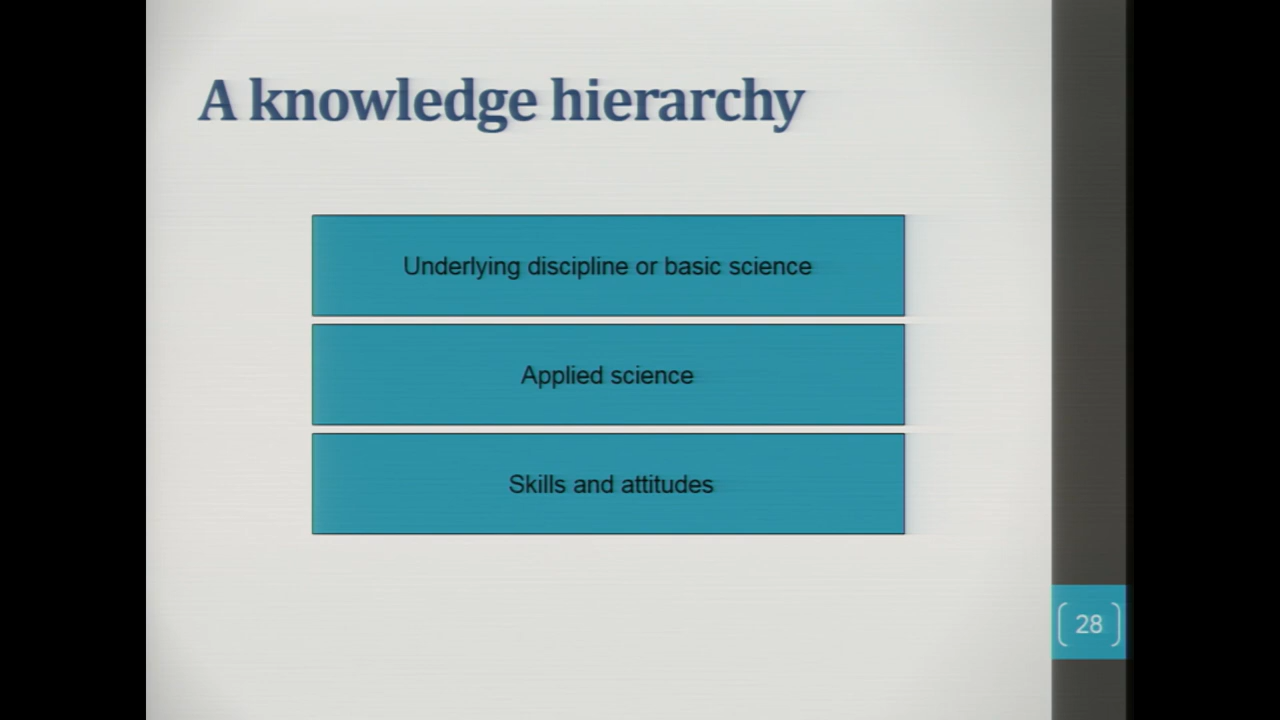 A knowledge hierarchy
Underlying discipline or basic science
Applied science
Skills and attitudes
28